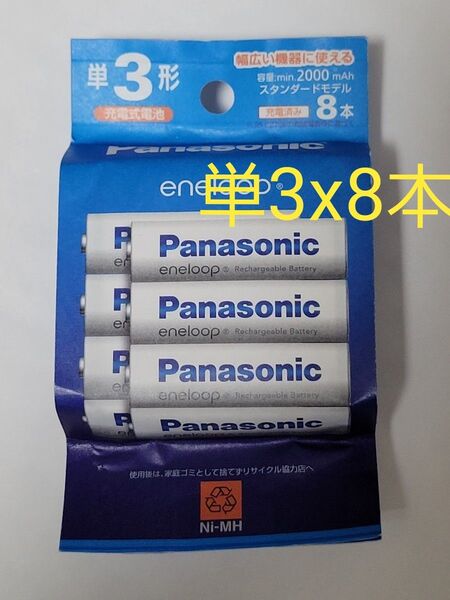 単3形
充電式電池
幅広い機器に使える
容量:min.2000 mAh
スタンダードモデル
充電済み 8本
Panasonic
eneloop®
単3x8本
Panasonic
eneloop® Rechargeable Battery
Panasonic
eneloop® Rechargeable Battery
Panasonic
eneloop® Rechargeable Battery
Panasonic
P
P
P
使用後は、家庭ゴミとして捨てずリサイクル協力店へ
Ni-MH